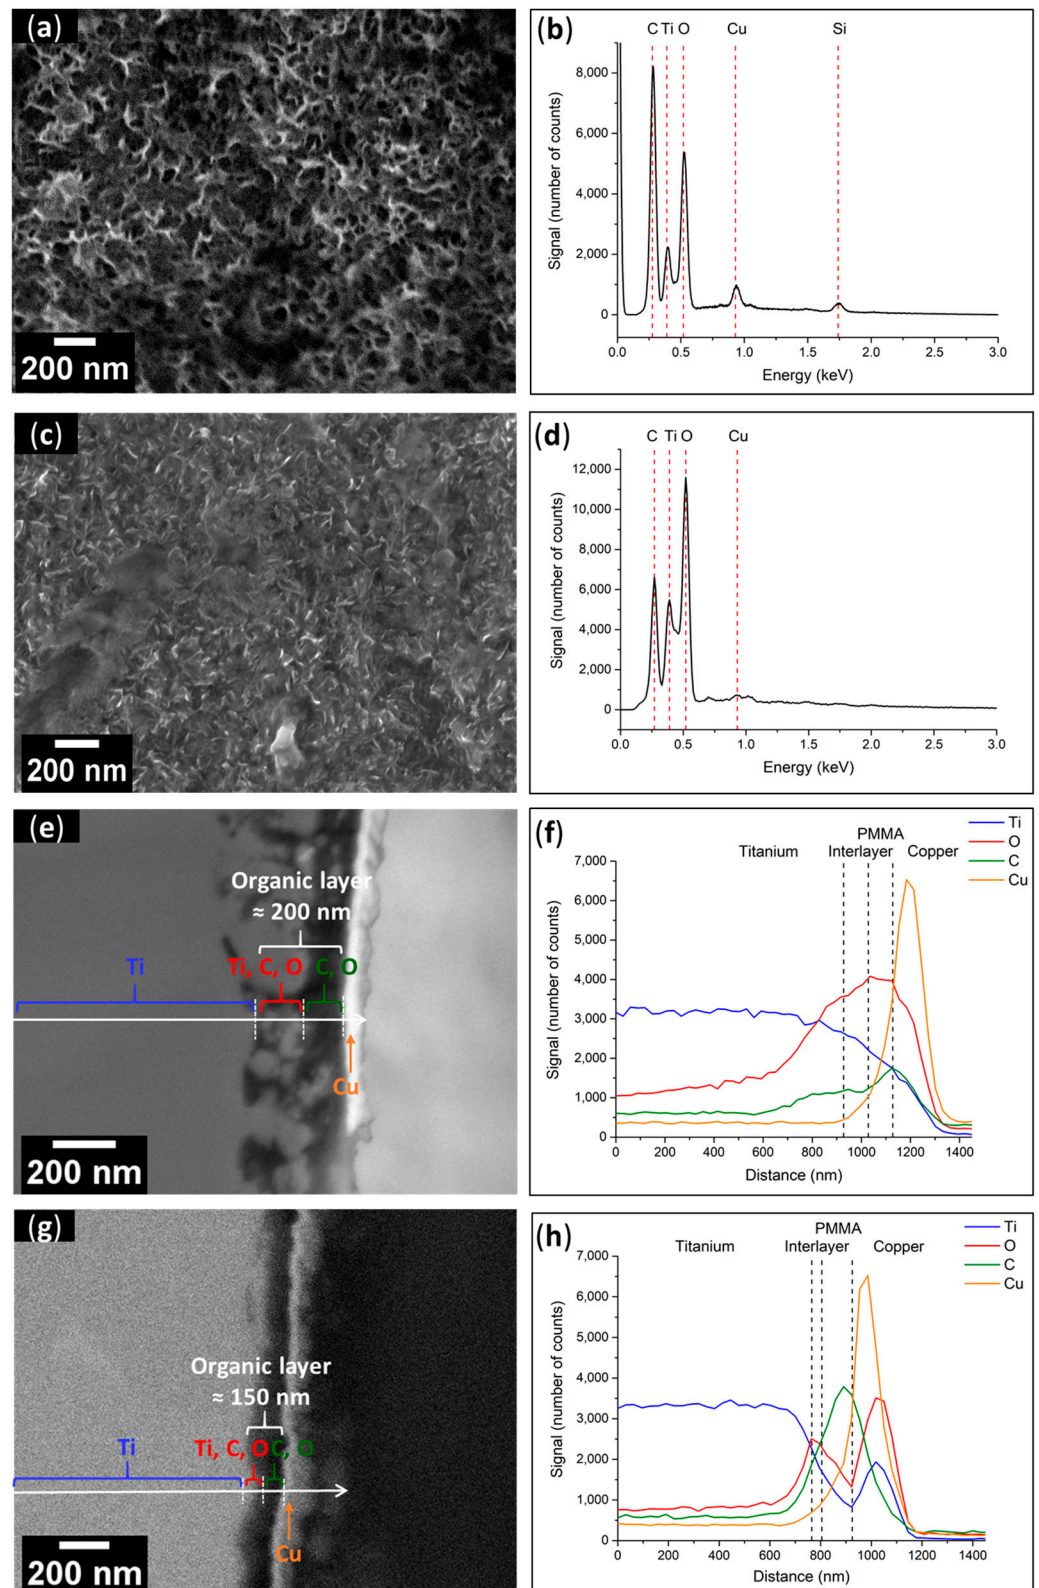 (a)
200 nm
(b)
C Ti O Cu Si
8,000
6,000
4,000
2,000
0
Signal (number of counts)
0.0 0.5 1.0 1.5 2.0 2.5 3.0
Energy (keV)
(c)
200 nm
(d)
C Ti O Cu
12,000
10,000
8,000
6,000
4,000
2,000
0
Signal (number of counts)
0.0 0.5 1.0 1.5 2.0 2.5 3.0
Energy (keV)
(e)
Organic layer
≈ 200 nm
Ti Ti, C, O C, O
Cu
200 nm
(f)
Ti
O
C
Cu
PMMA
Titanium Interlayer Copper
7,000
6,000
5,000
4,000
3,000
2,000
1,000
0
Signal (number of counts)
0 200 400 600 800 1000 1200 1400
Distance (nm)
(g)
Organic layer
≈ 150 nm
Ti Ti, C, O C, O
Cu
200 nm
(h)
Ti
O
C
Cu
PMMA
Titanium Interlayer Copper
7,000
6,000
5,000
4,000
3,000
2,000
1,000
0
Signal (number of counts)
0 200 400 600 800 1000 1200 1400
Distance (nm)